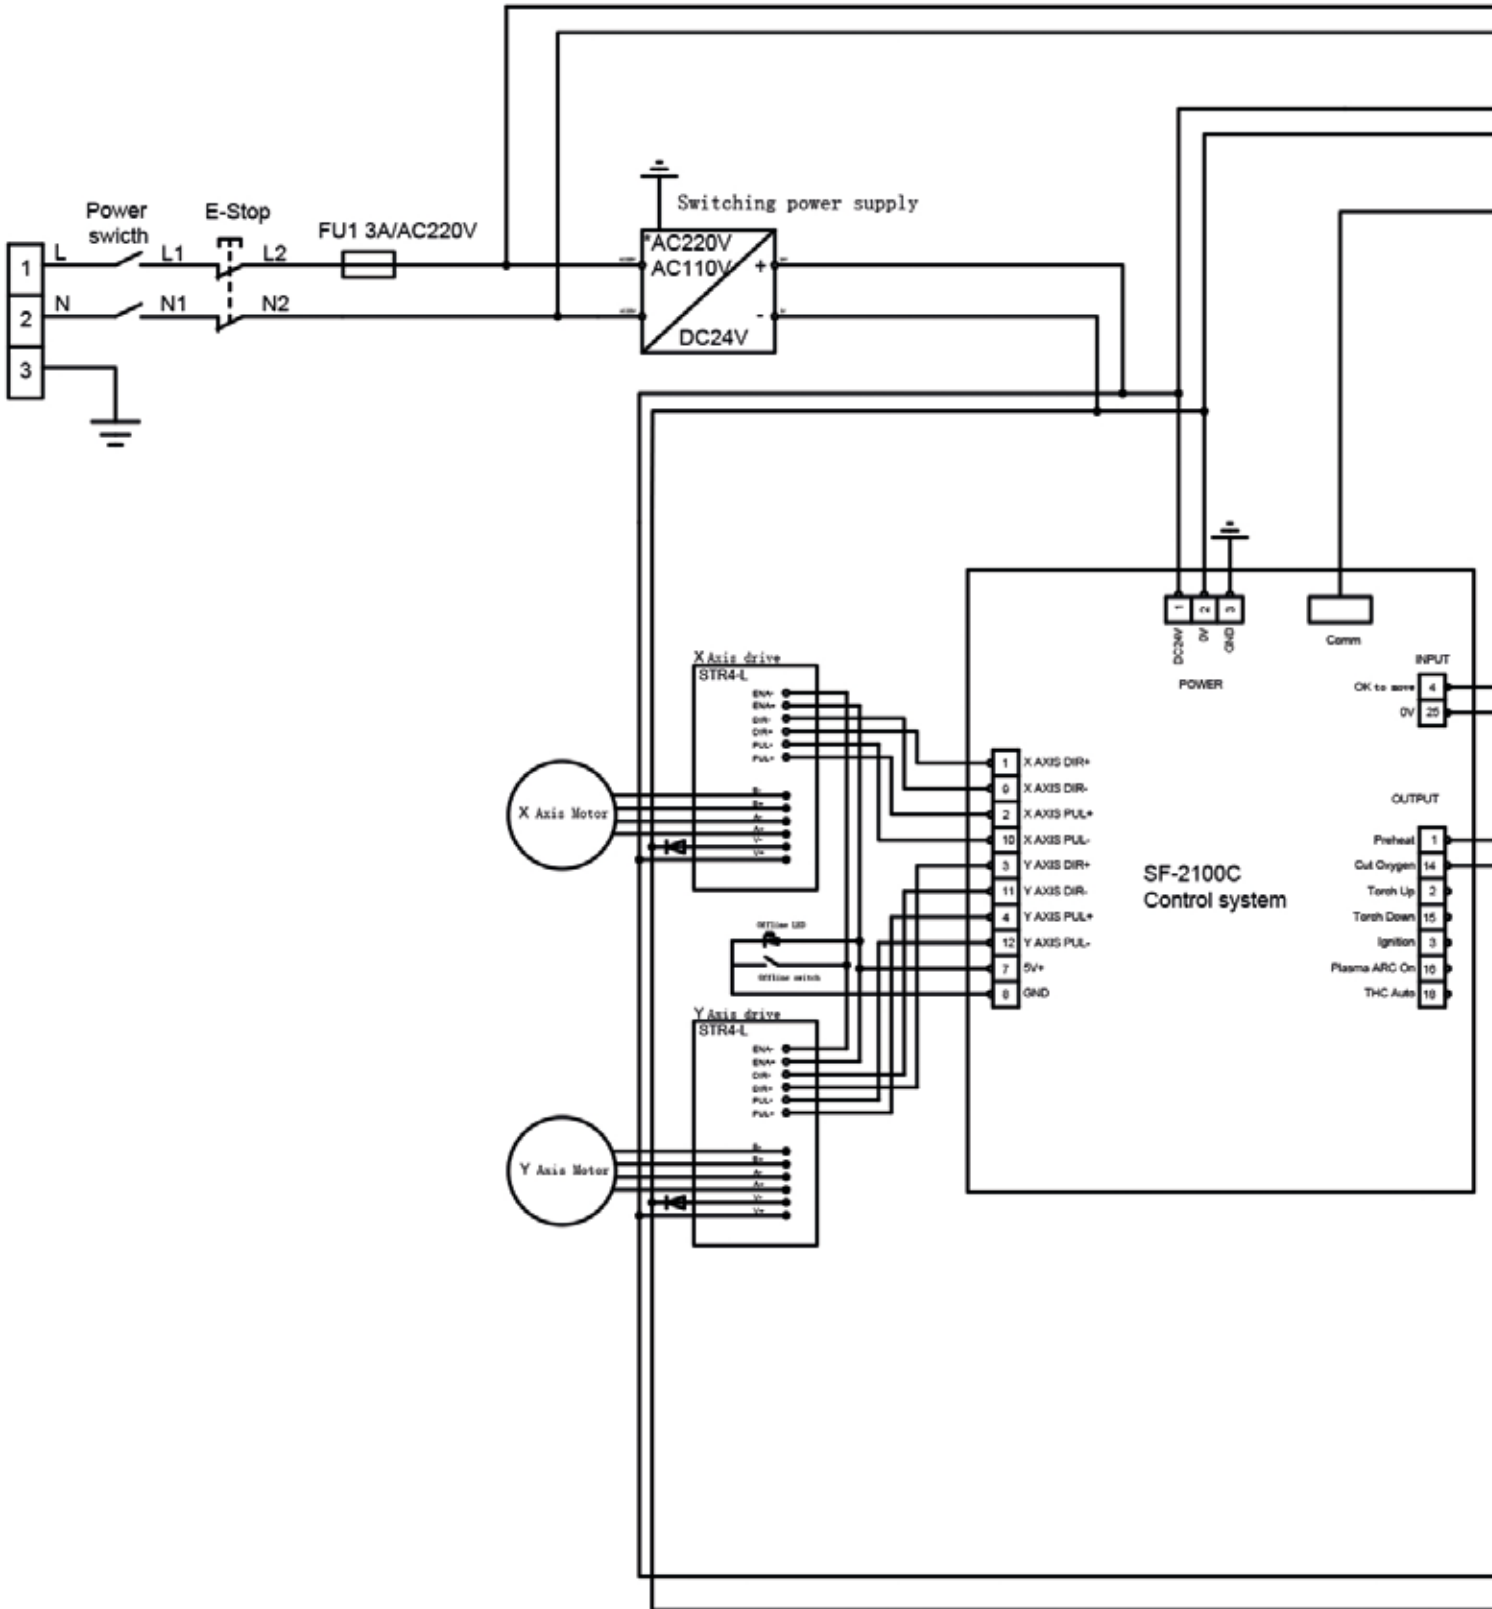 Power
swicth
E-Stop
FU1 3A/AC220V
Switching power supply
1
L
L1
L2
2
N
N1
N2
3
*AC220V
AC110V
+
-
DC24V
1
2
3
DC24V
0V
GND
POWER
Comm
INPUT
OK to move 4
0V 25
OUTPUT
Preheat 1
Cut Oxygen 14
Torch Up 2
Torch Down 15
Ignition 3
Plasma ARC On 16
THC Auto 18
SF-2100C
Control system
1 X AXIS DIR+
9 X AXIS DIR-
2 X AXIS PUL+
10 X AXIS PUL-
3 Y AXIS DIR+
11 Y AXIS DIR-
4 Y AXIS PUL+
12 Y AXIS PUL-
7 5V+
8 GND
X Axis drive
STR4-L
ENA-
ENA+
DIR-
DIR+
PUL-
PUL+
B-
B+
A-
A+
V-
V+
X Axis Motor
Offline LED
Offline switch
Y Axis drive
STR4-L
ENA-
ENA+
DIR-
DIR+
PUL-
PUL+
B-
B+
A-
A+
V-
V+
Y Axis Motor